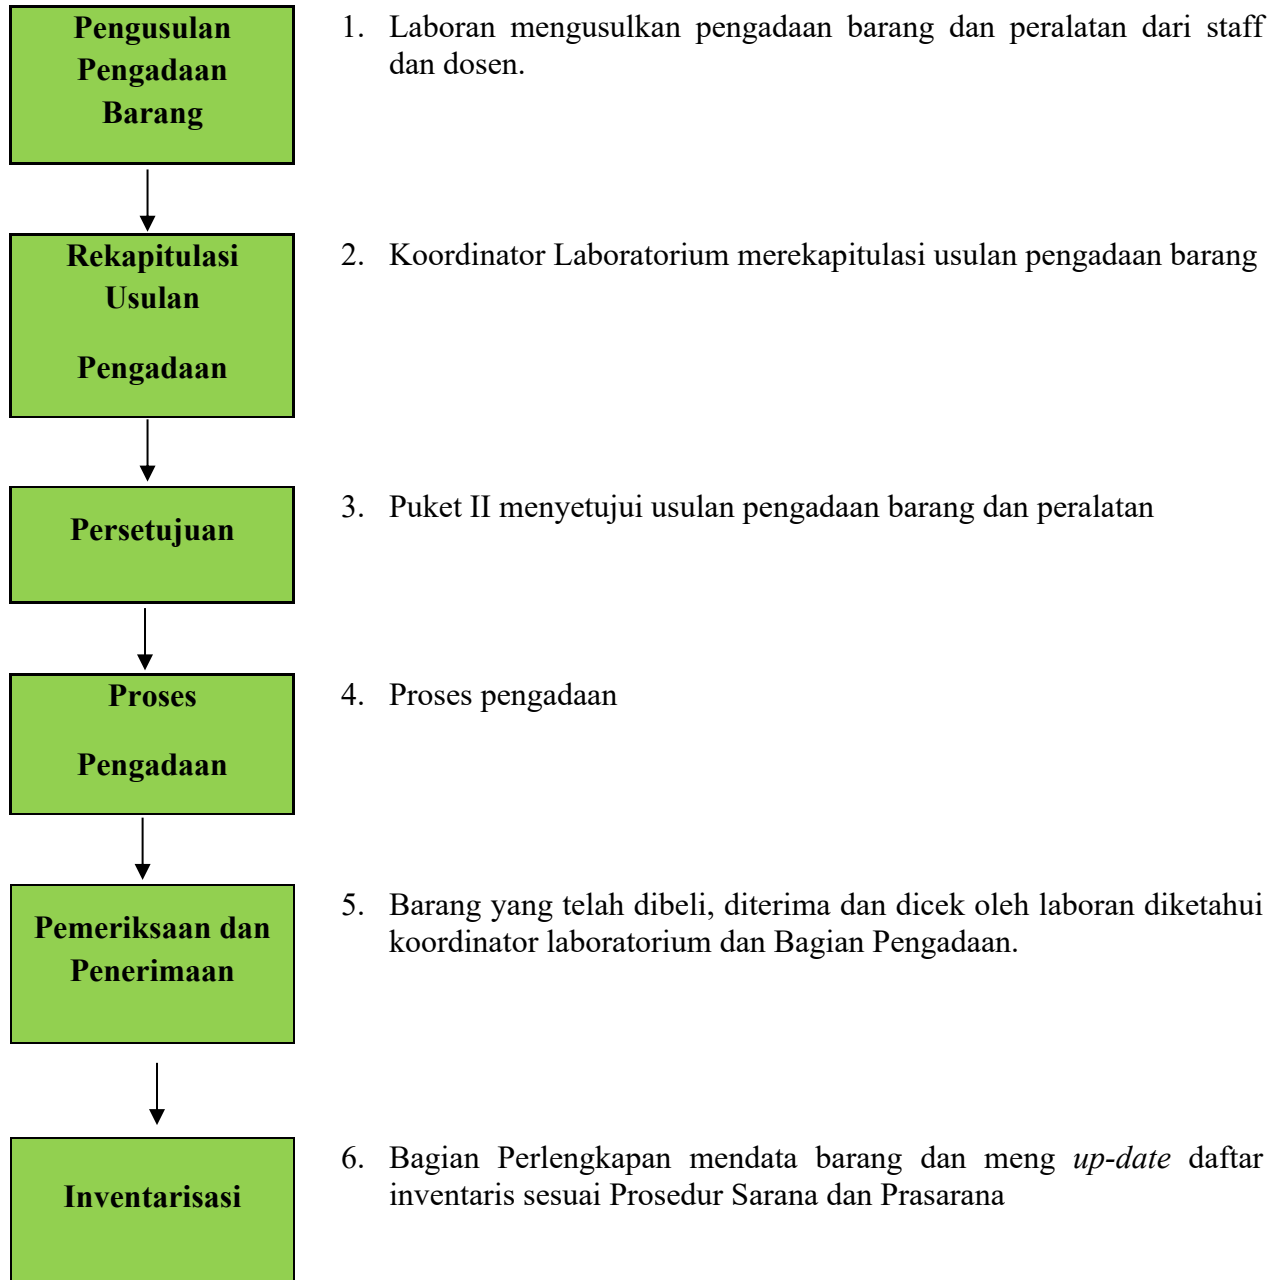 Pengusulan
Pengadaan
Barang
1. Laboran mengusulkan pengadaan barang dan peralatan dari staff
dan dosen.
Rekapitulasi
Usulan
Pengadaan
2. Koordinator Laboratorium merekapitulasi usulan pengadaan barang
Persetujuan
3. Puket II menyetujui usulan pengadaan barang dan peralatan
Proses
Pengadaan
4. Proses pengadaan
Pemeriksaan dan
Penerimaan
5. Barang yang telah dibeli, diterima dan dicek oleh laboran diketahui
koordinator laboratorium dan Bagian Pengadaan.
Inventarisasi
6. Bagian Perlengkapan mendata barang dan meng up-date daftar
inventaris sesuai Prosedur Sarana dan Prasarana